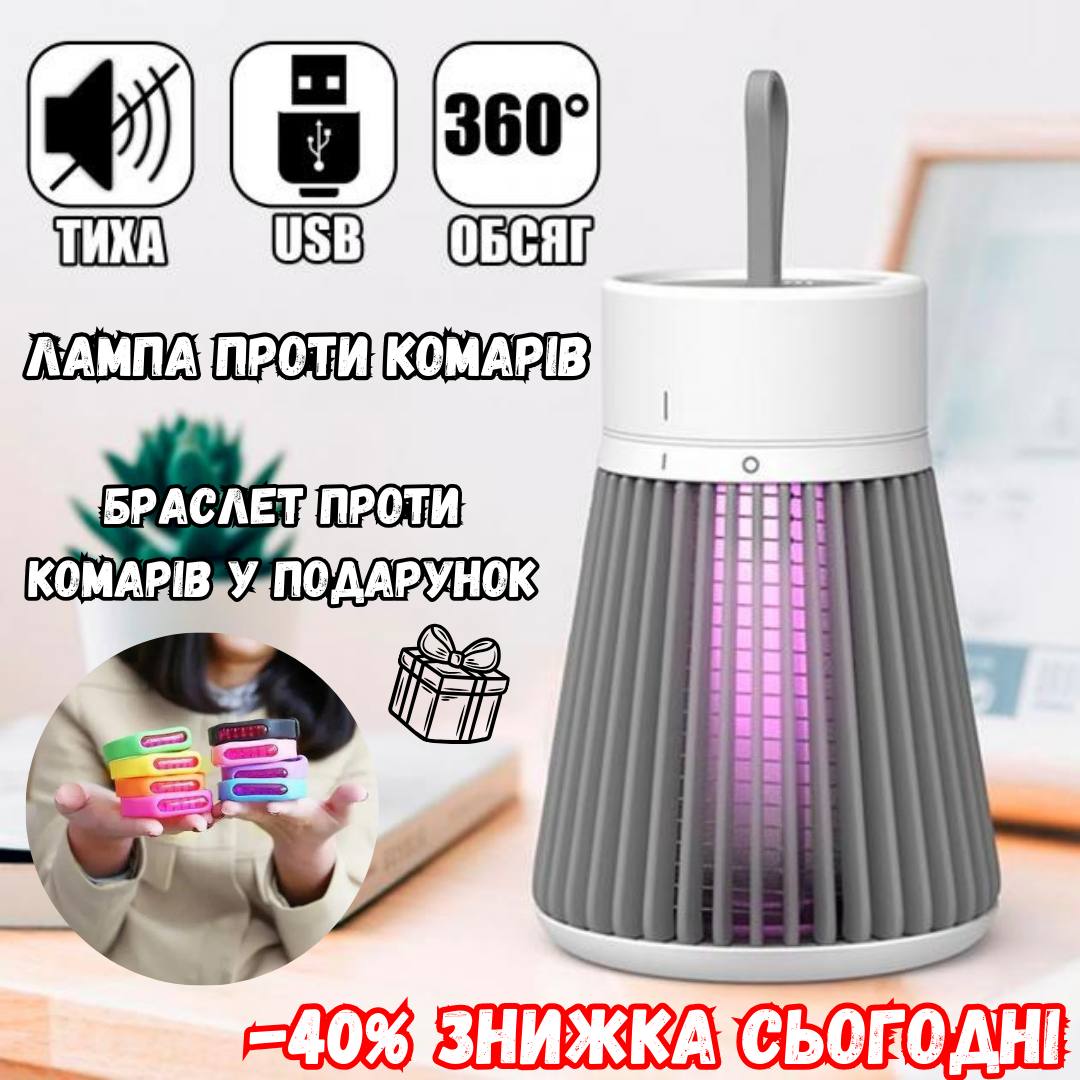 360°
ТИХА
USB
ОБСЯГ
ЛАМПА ПРОТИ КОМАРІВ
БРАСЛЕТ ПРОТИ
КОМАРІВ У ПОДАРУНОК
-40% ЗНИЖКА СЬОГОДНІ